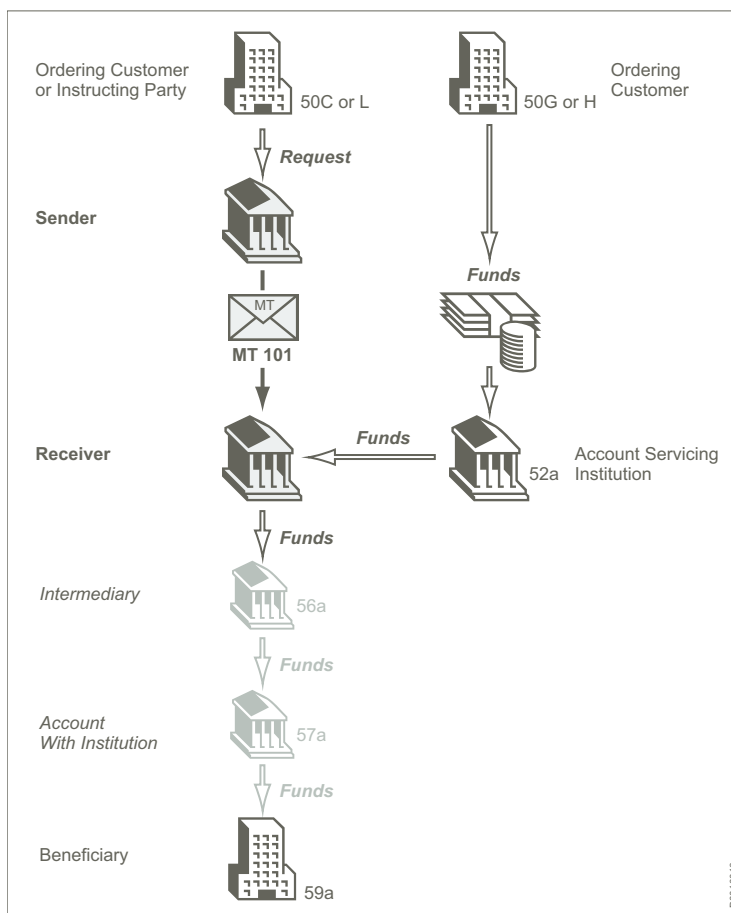 Ordering Customer
or Instructing Party
50C or L
50G or H
Ordering
Customer
Request
Sender
Funds
MT
MT 101
Receiver
Funds
52a
Account Servicing
Institution
Funds
Intermediary
56a
Funds
Account
With Institution
57a
Funds
Beneficiary
59a